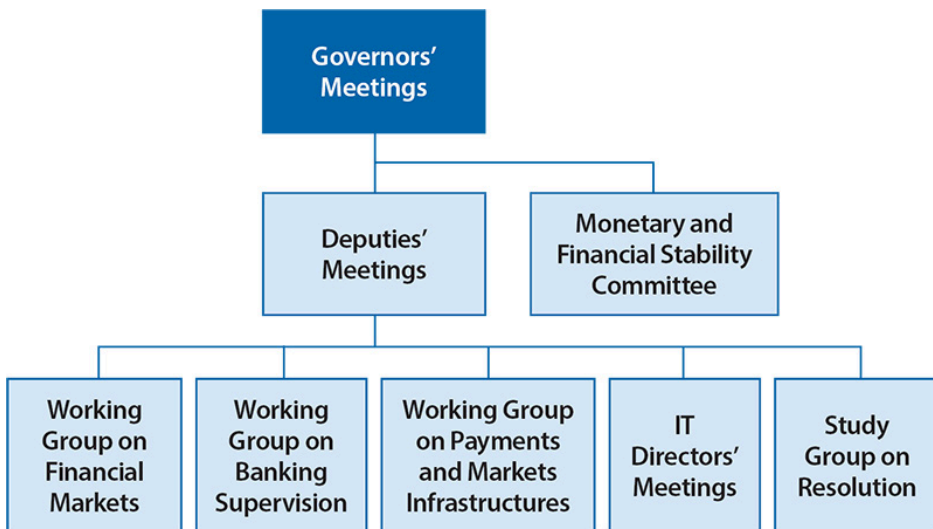 Governors’
Meetings
Deputies’
Meetings
Monetary and
Financial Stability
Committee
Working
Group on
Financial
Markets
Working
Group on
Banking
Supervision
Working Group
on Payments
and Markets
Infrastructures
IT
Directors’
Meetings
Study
Group on
Resolution